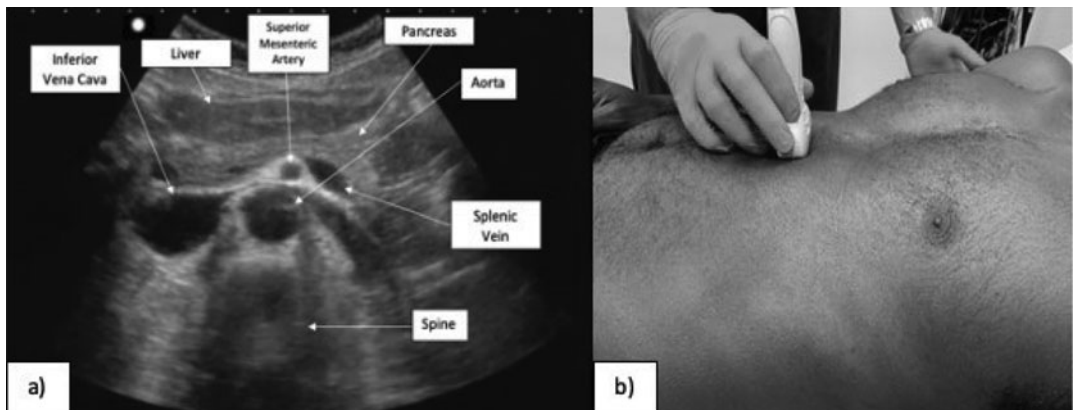 Superior
Mesenteric
Artery
Pancreas
Liver
Inferior
Vena Cava
Aorta
Splenic
Vein
Spine
a)
b)